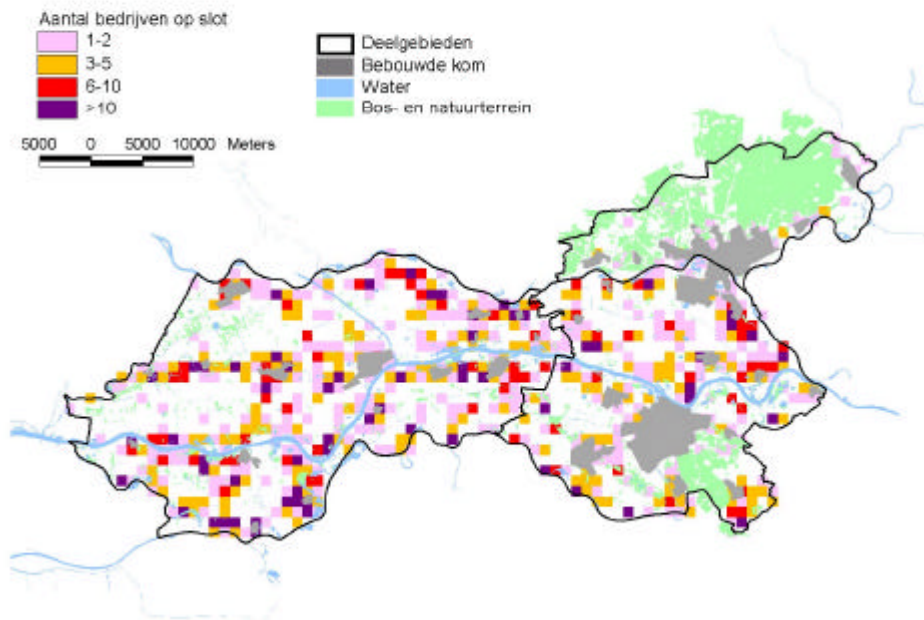 Aantal bedrijven op slot
1-2
3-5
6-10
>10
5000 0 5000 10000 Meters
Deelgebieden
Bebouwde kom
Water
Bos- en natuurterrein